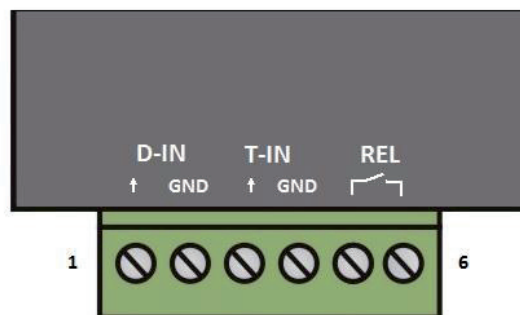 D-IN T-IN REL
↑ GND ↑ GND
1 6